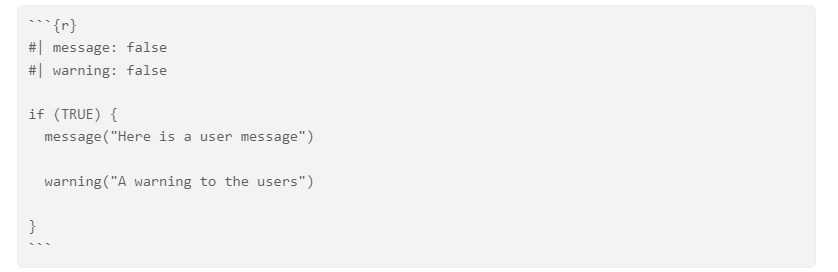 ```{r}
#| message: false
#| warning: false
if (TRUE) {
  message("Here is a user message")
  warning("A warning to the users")
}
```